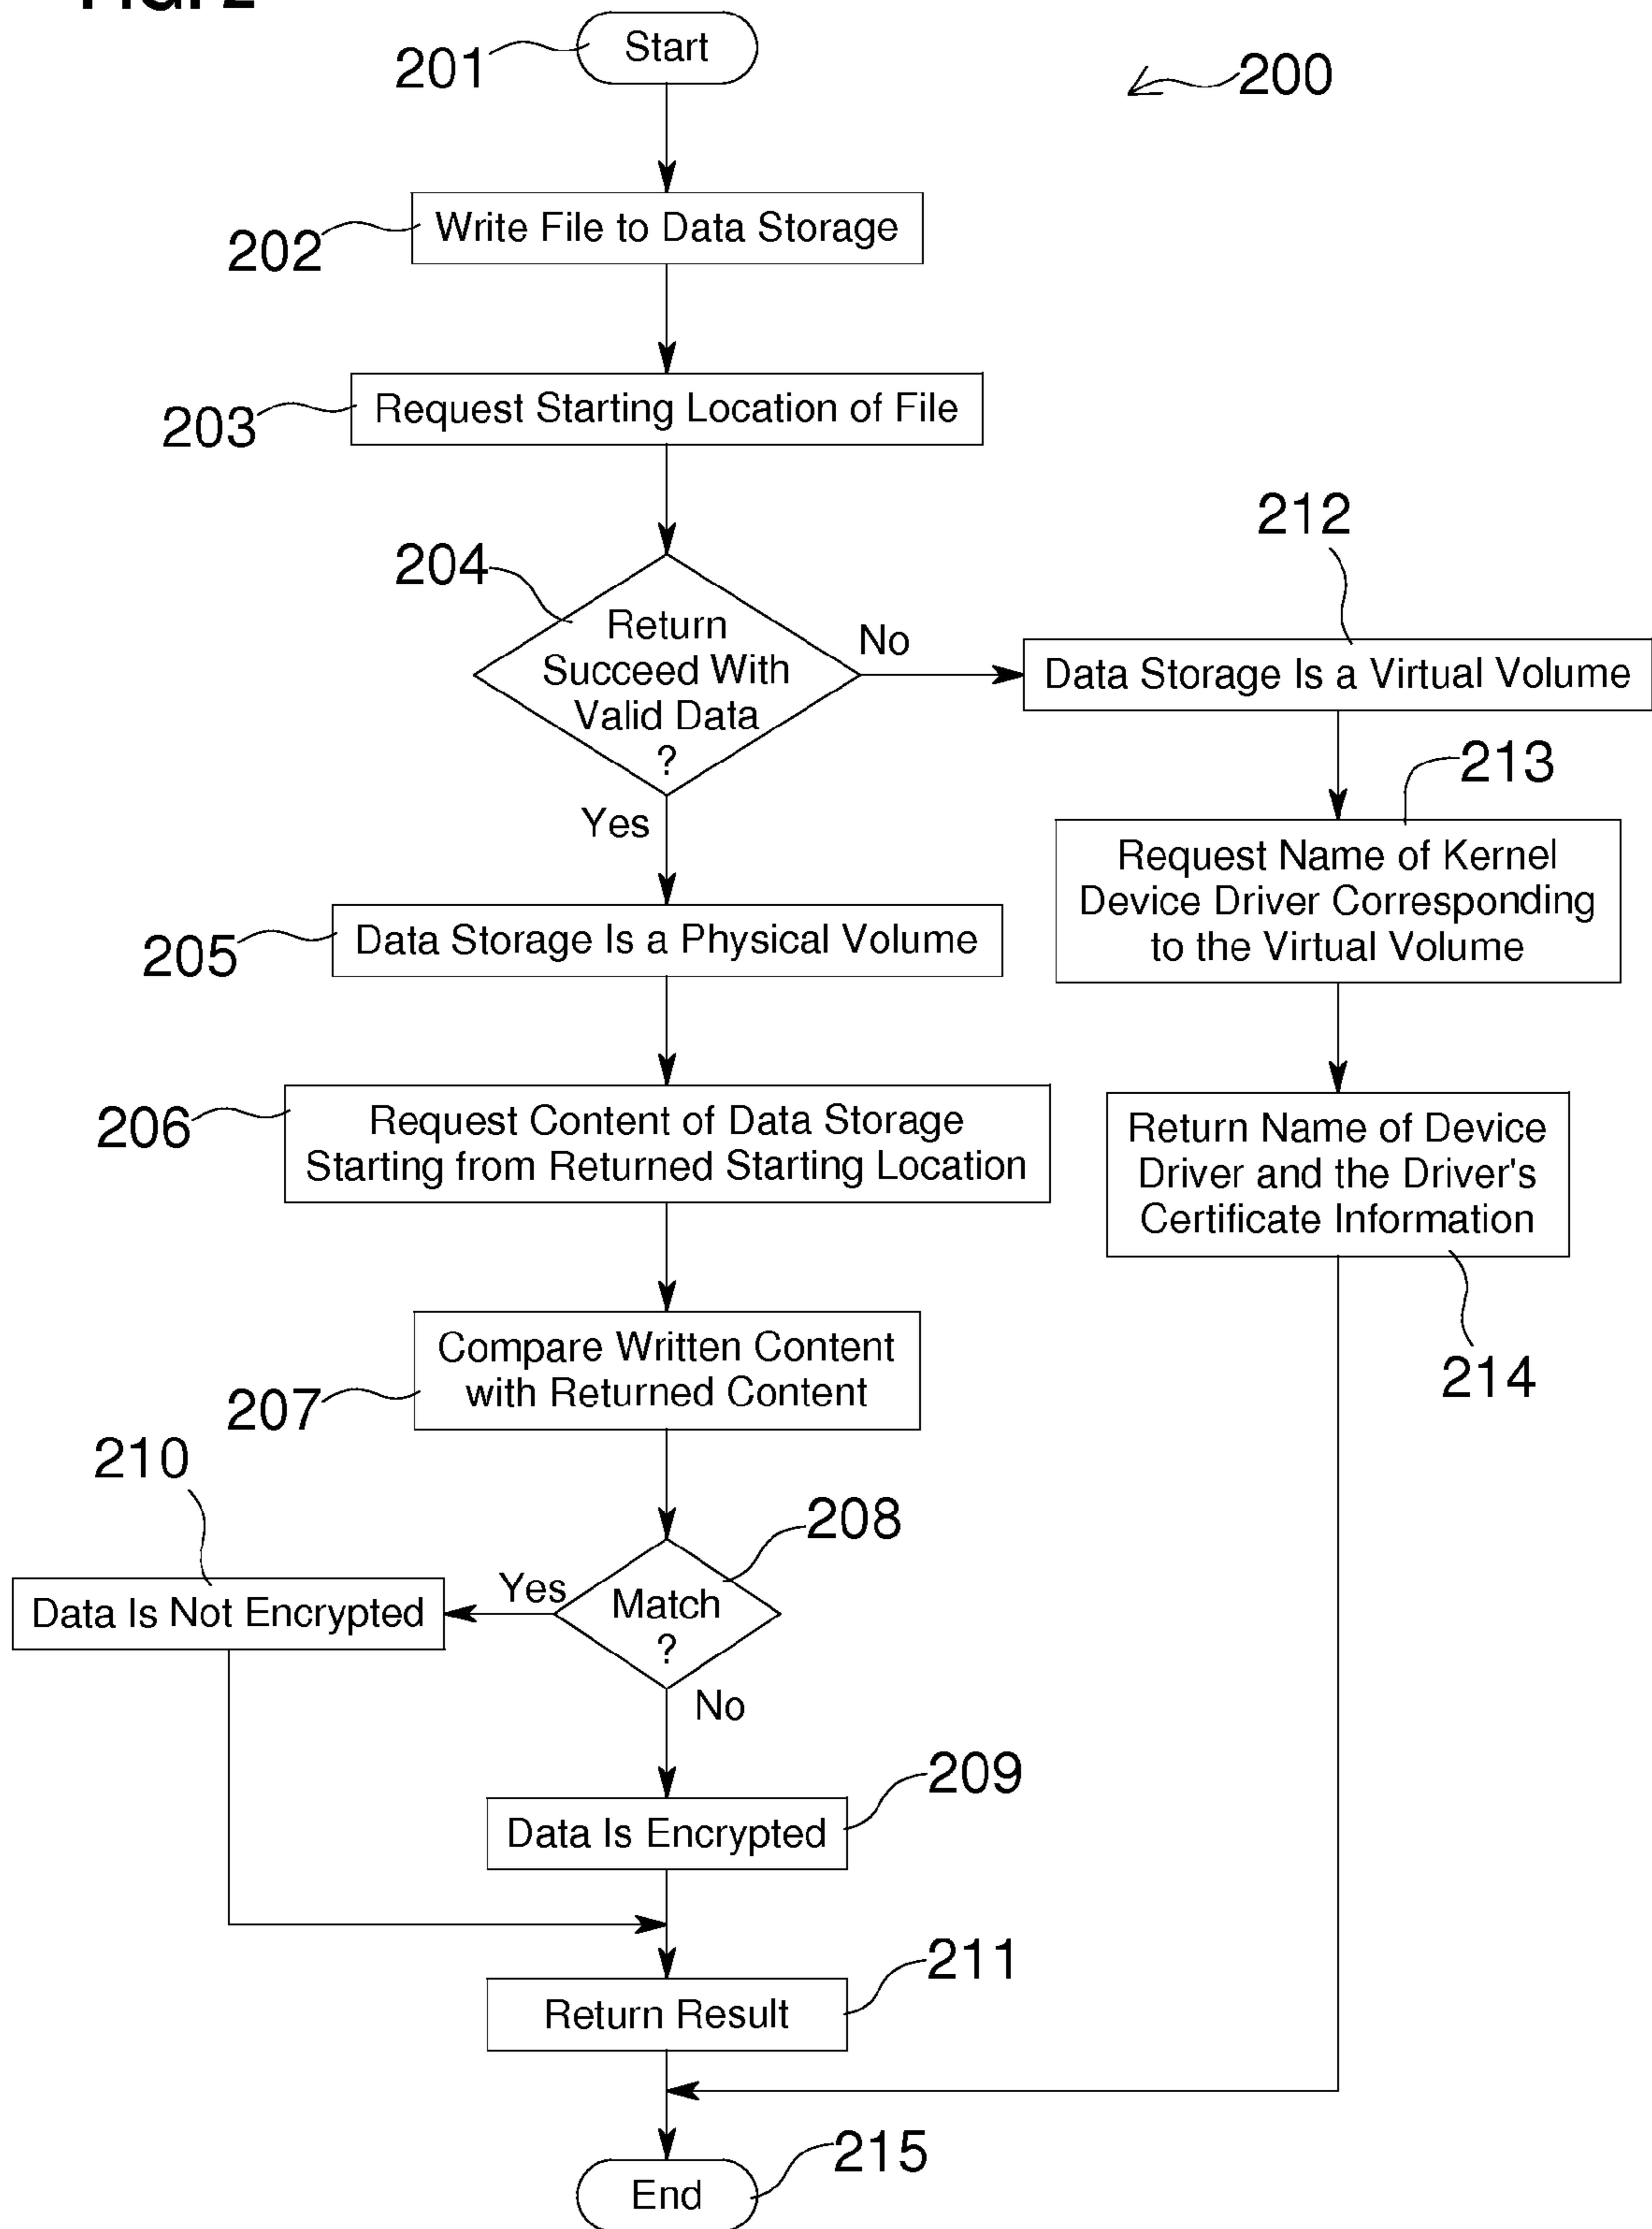 FIG. 2
Start
201
200
Write File to Data Storage
202
Request Starting Location of File
203
212
204
Return
Succeed With
Valid Data
?
No
Data Storage Is a Virtual Volume
213
Yes
Request Name of Kernel
Device Driver Corresponding
to the Virtual Volume
Data Storage Is a Physical Volume
205
Request Content of Data Storage
Starting from Returned Starting Location
206
Return Name of Device
Driver and the Driver's
Certificate Information
214
Compare Written Content
with Returned Content
207
210
208
Yes
Match
?
Data Is Not Encrypted
No
209
Data Is Encrypted
211
Return Result
215
End